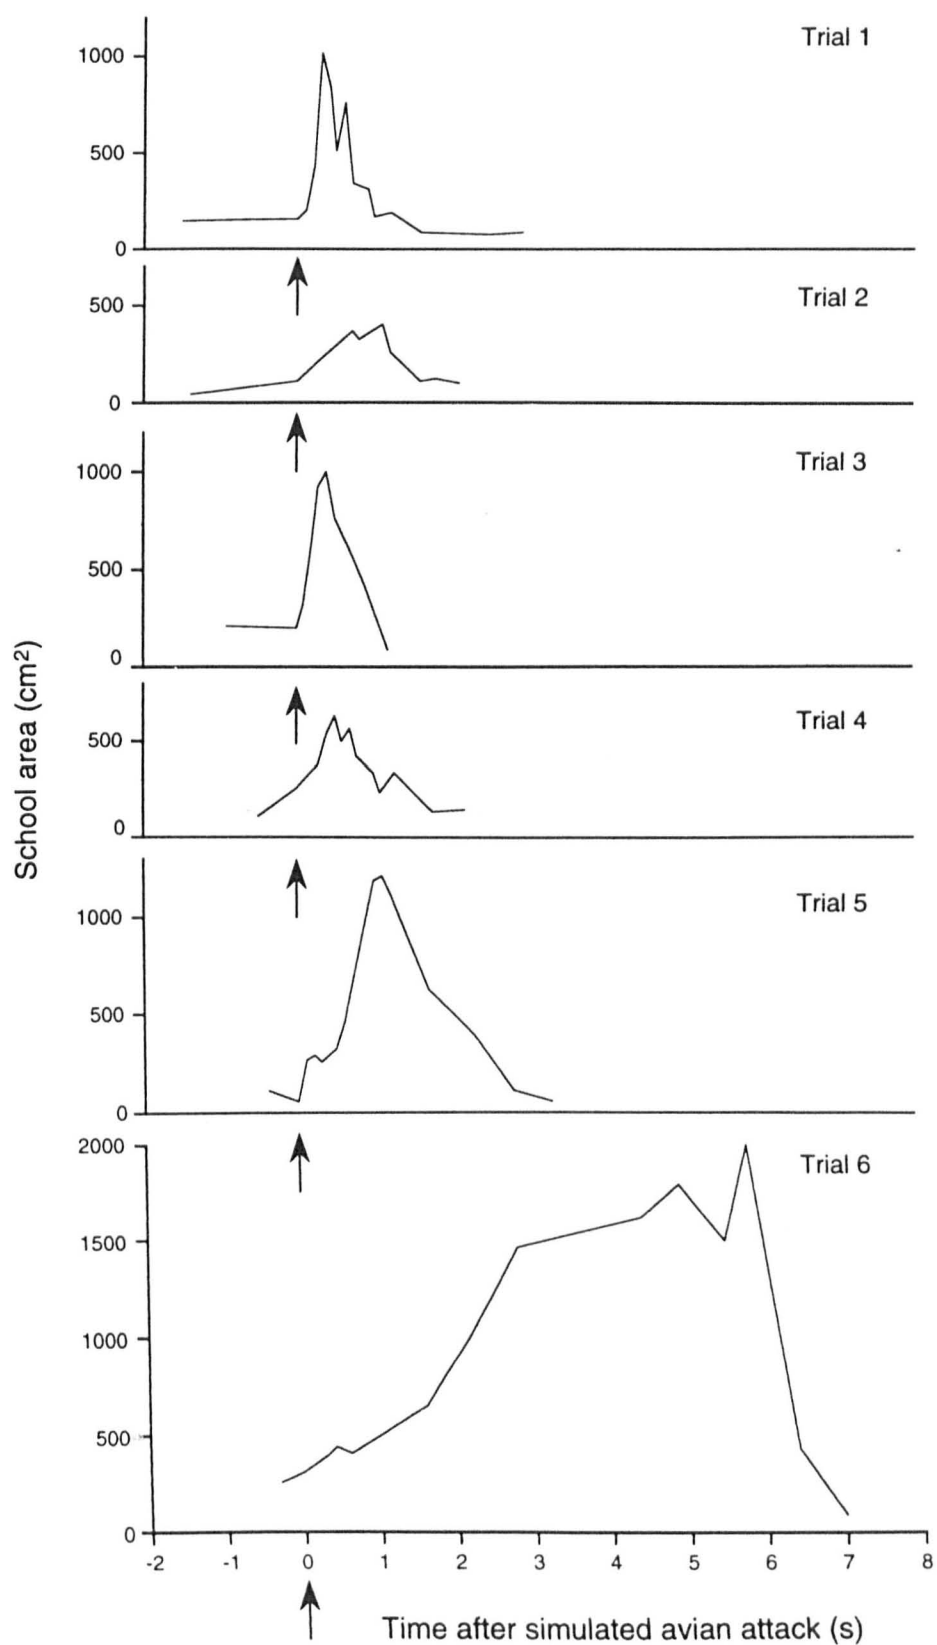 Trial 1
1000
500
0
Trial 2
500
0
Trial 3
1000
500
0
Trial 4
500
0
Trial 5
1000
500
0
Trial 6
2000
1500
1000
500
0
School area (cm²)
-2 -1 0 1 2 3 4 5 6 7 8
Time after simulated avian attack (s)